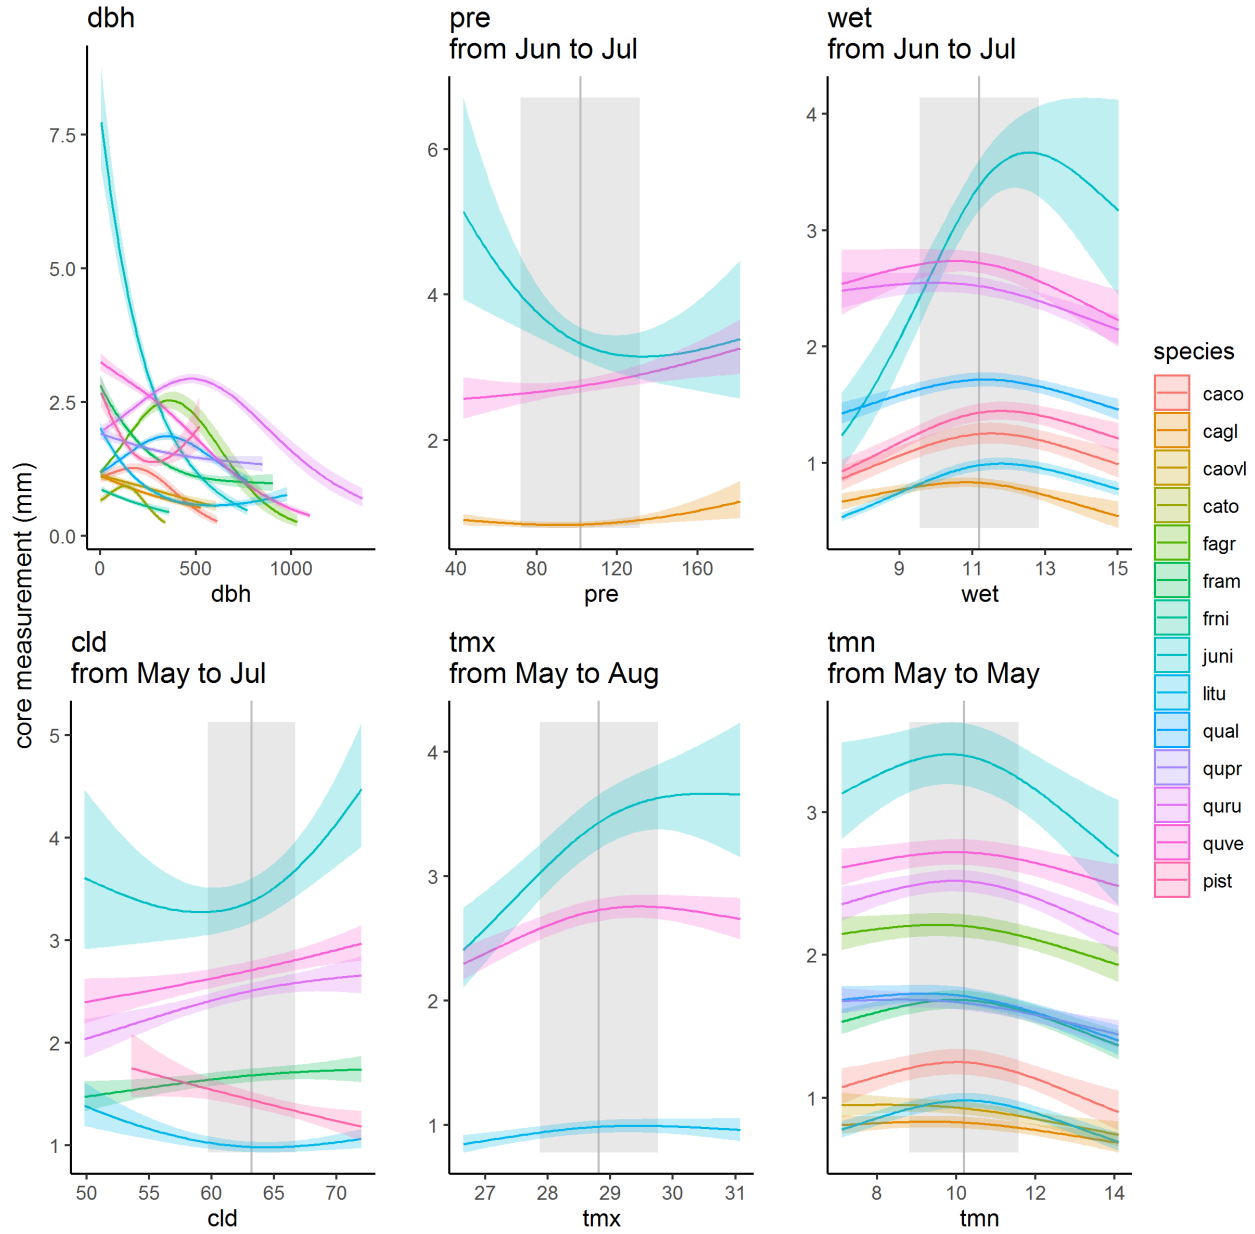 dbh
pre
from Jun to Jul
wet
from Jun to Jul
core measurement (mm)
7.5
5.0
2.5
0.0
0
500
1000
dbh
6
4
2
40
80
120
160
pre
4
3
2
1
9
11
13
15
wet
cld
from May to Jul
tmx
from May to Aug
tmn
from May to May
5
4
3
2
1
50
55
60
65
70
cld
4
3
2
1
27
28
29
30
31
tmx
3
2
1
8
10
12
14
tmn
species
caco
cagl
caovl
cato
fagr
fram
frni
juni
litu
qual
qupr
quru
quve
pist